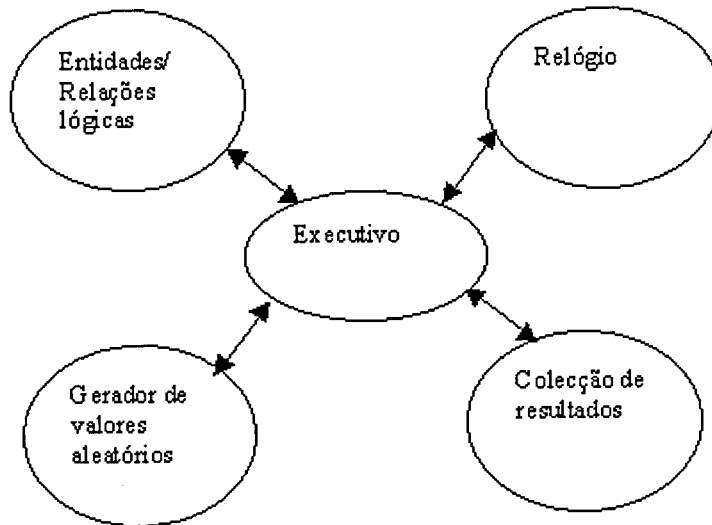 Entidades/
Relações
lógicas
Relógio
Executivo
Gerador de
valores
aleatórios
Colecção de
resultados